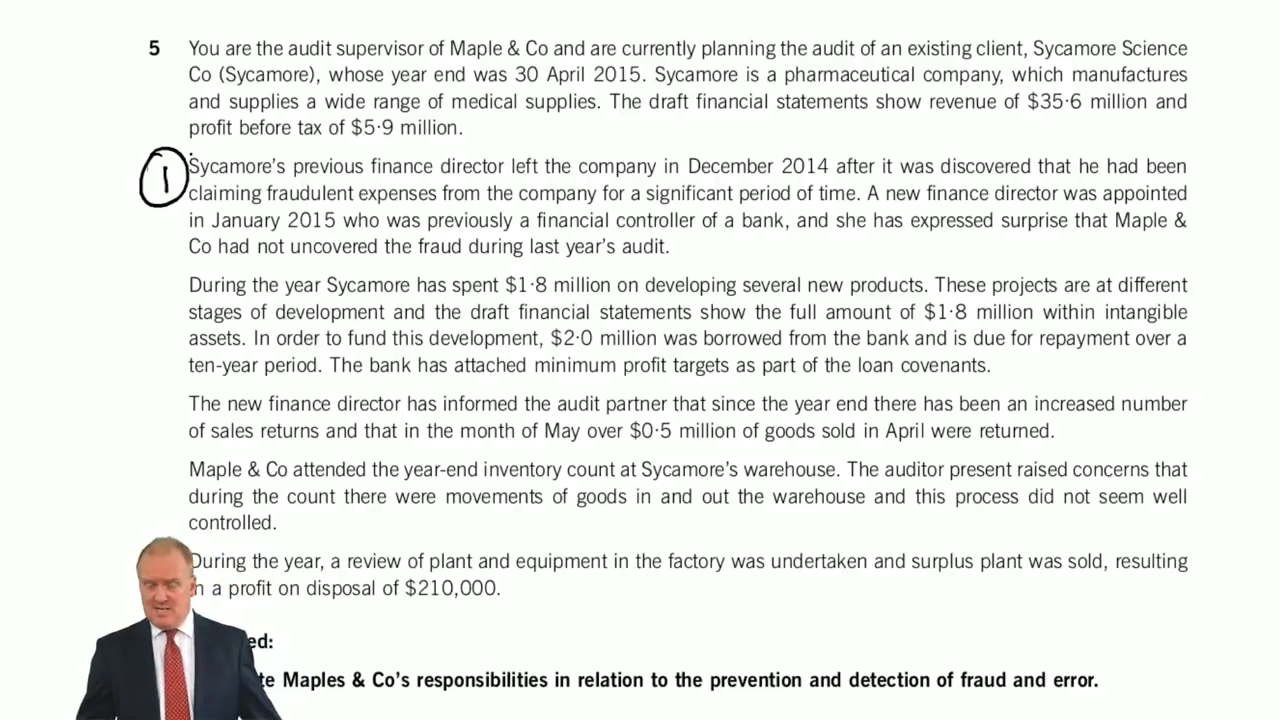 5 You are the audit supervisor of Maple & Co and are currently planning the audit of an existing client, Sycamore Science
Co (Sycamore), whose year end was 30 April 2015. Sycamore is a pharmaceutical company, which manufactures
and supplies a wide range of medical supplies. The draft financial statements show revenue of $35·6 million and
profit before tax of $5·9 million.
1 Sycamore's previous finance director left the company in December 2014 after it was discovered that he had been
claiming fraudulent expenses from the company for a significant period of time. A new finance director was appointed
in January 2015 who was previously a financial controller of a bank, and she has expressed surprise that Maple &
Co had not uncovered the fraud during last year's audit.
During the year Sycamore has spent $1·8 million on developing several new products. These projects are at different
stages of development and the draft financial statements show the full amount of $1·8 million within intangible
assets. In order to fund this development, $2·0 million was borrowed from the bank and is due for repayment over a
ten-year period. The bank has attached minimum profit targets as part of the loan covenants.
The new finance director has informed the audit partner that since the year end there has been an increased number
of sales returns and that in the month of May over $0·5 million of goods sold in April were returned.
Maple & Co attended the year-end inventory count at Sycamore's warehouse. The auditor present raised concerns that
during the count there were movements of goods in and out the warehouse and this process did not seem well
controlled.
During the year, a review of plant and equipment in the factory was undertaken and surplus plant was sold, resulting
in a profit on disposal of $210,000.
ed:
te Maples & Co's responsibilities in relation to the prevention and detection of fraud and error.